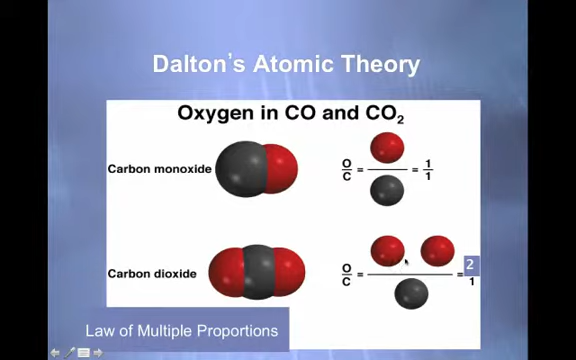 Dalton's Atomic Theory
Oxygen in CO and CO₂
Carbon monoxide
O
C
=
=
1
1
Carbon dioxide
O
C
=
=
2
1
Law of Multiple Proportions